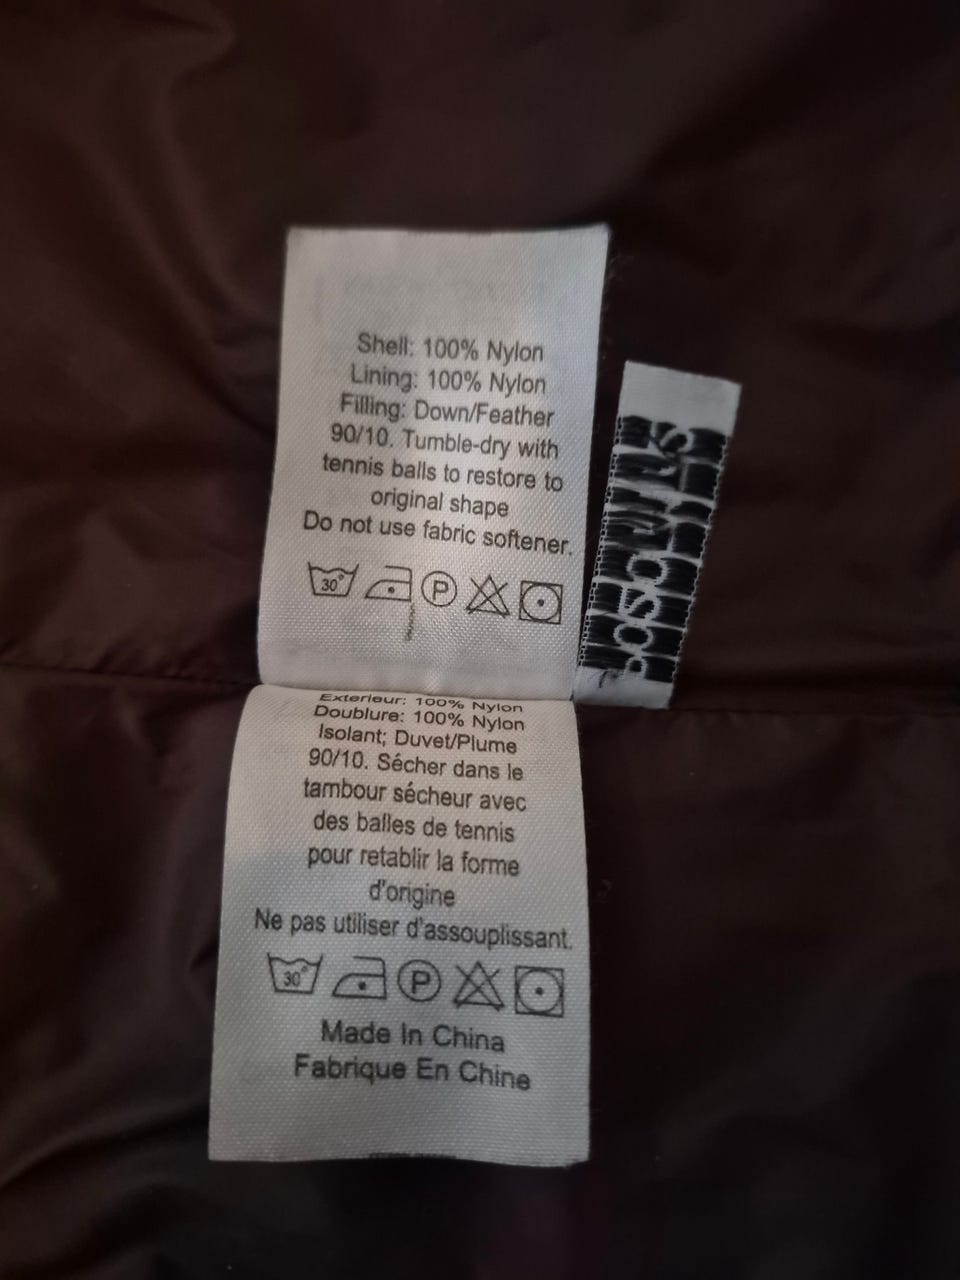 Shell: 100% Nylon
Lining: 100% Nylon
Filling: Down/Feather
90/10. Tumble-dry with
tennis balls to restore to
original shape
Do not use fabric softener.
30°
P
Exterieur: 100% Nylon
Doublure: 100% Nylon
Isolant; Duvet/Plume
90/10. Sécher dans le
tambour sécheur avec
des balles de tennis
pour retablir la forme
d'origine
Ne pas utiliser d'assouplissant.
30°
P
Made In China
Fabrique En Chine